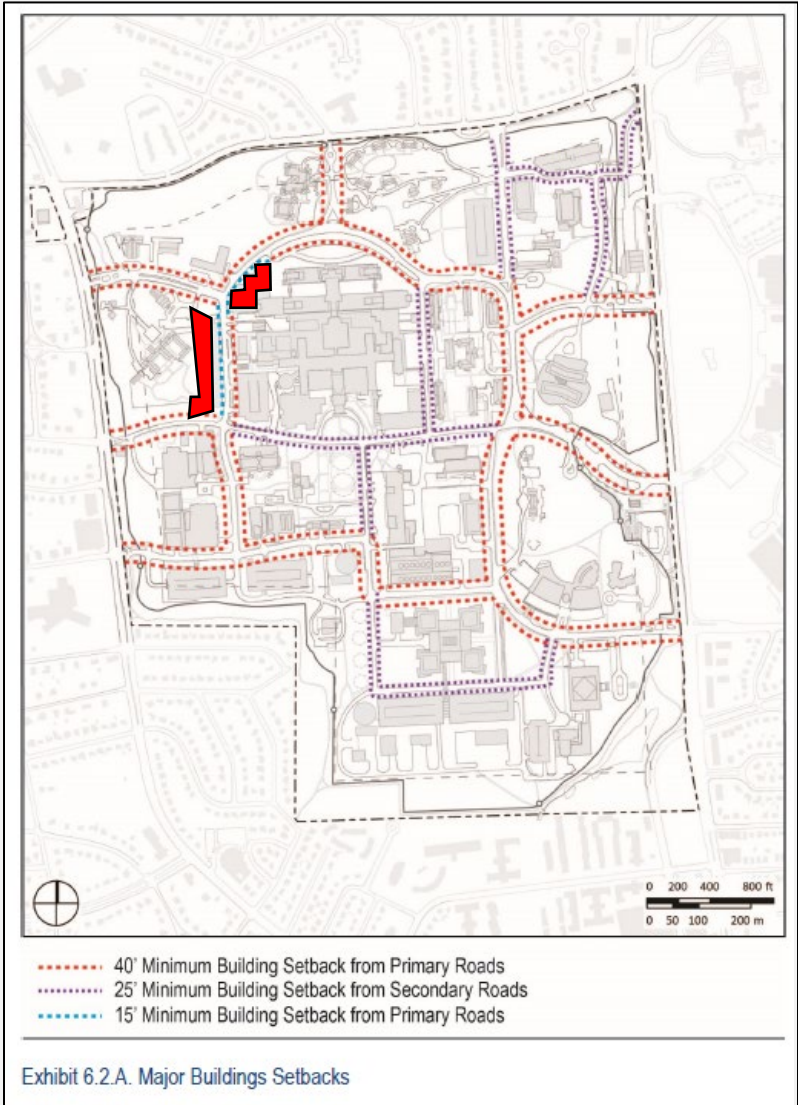 0 200 400 800 ft
0 50 100 200 m
40' Minimum Building Setback from Primary Roads
25' Minimum Building Setback from Secondary Roads
15' Minimum Building Setback from Primary Roads
Exhibit 6.2.A. Major Buildings Setbacks